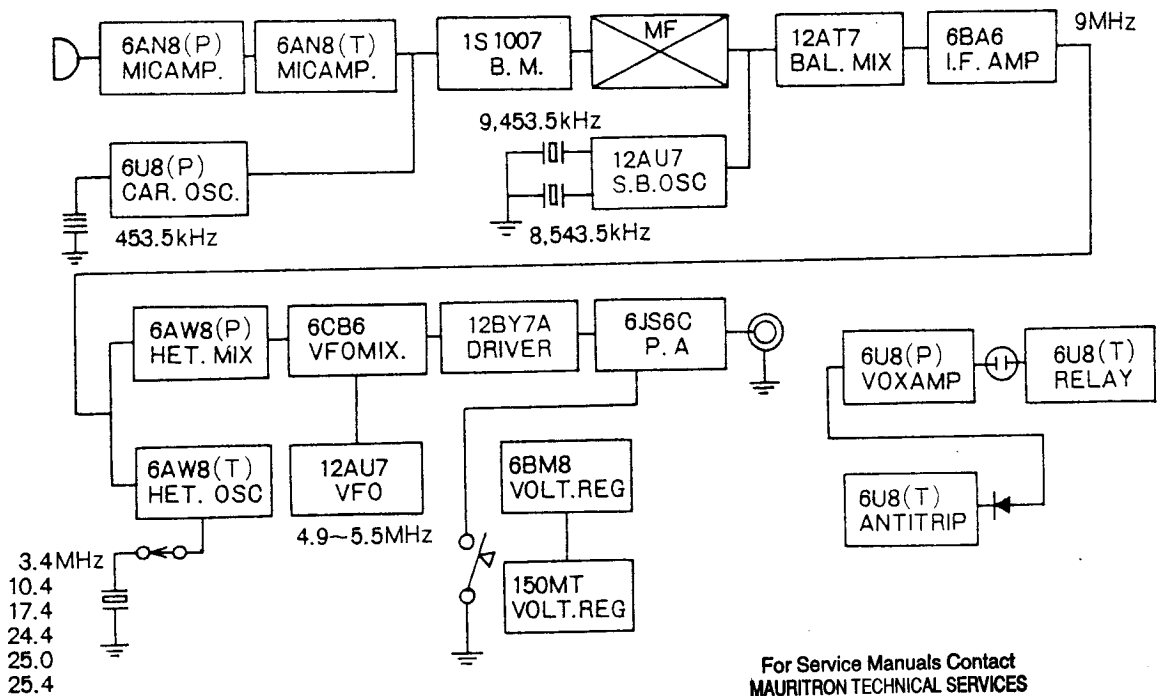 6AN8(P)
MICAMP.
6AN8(T)
MICAMP.
1S1007
B. M.
MF
12AT7
BAL. MIX
6BA6
I.F. AMP
9MHz
9,453.5kHz
6U8(P)
CAR. OSC.
12AU7
S.B.OSC
453.5kHz
8,543.5kHz
6AW8(P)
HET. MIX
6CB6
VFOMIX.
12BY7A
DRIVER
6JS6C
P. A
6U8(P)
VOXAMP
6U8(T)
RELAY
6AW8(T)
HET. OSC
12AU7
VFO
6BM8
VOLT.REG
6U8(T)
ANTITRIP
4.9~5.5MHz
3.4MHz
10.4
17.4
24.4
25.0
25.4
150MT
VOLT.REG
For Service Manuals Contact
MAURITRON TECHNICAL SERVICES